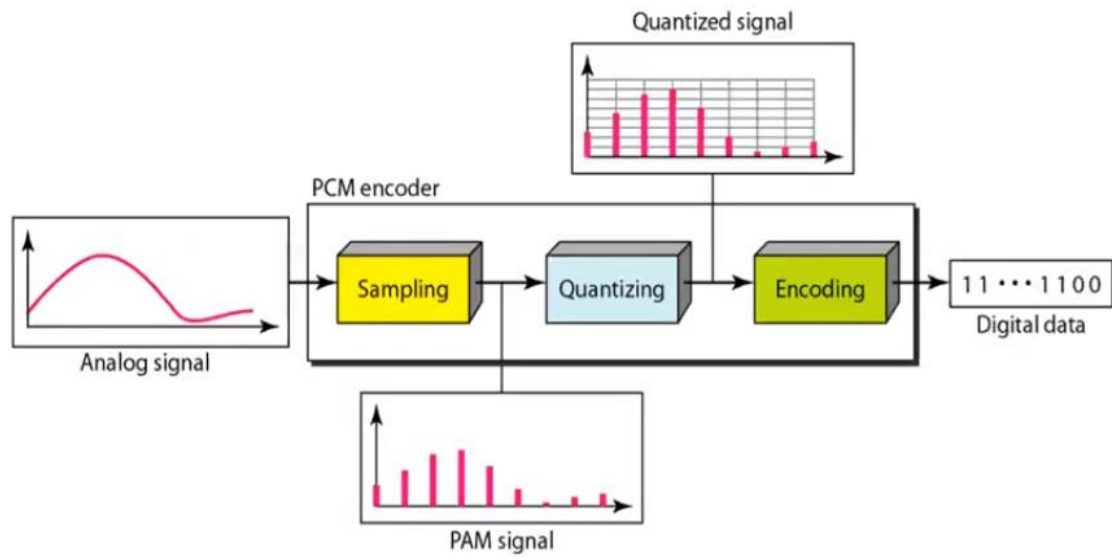 Quantized signal
PCM encoder
Sampling
Quantizing
Encoding
11 ••• 1100
Digital data
Analog signal
PAM signal